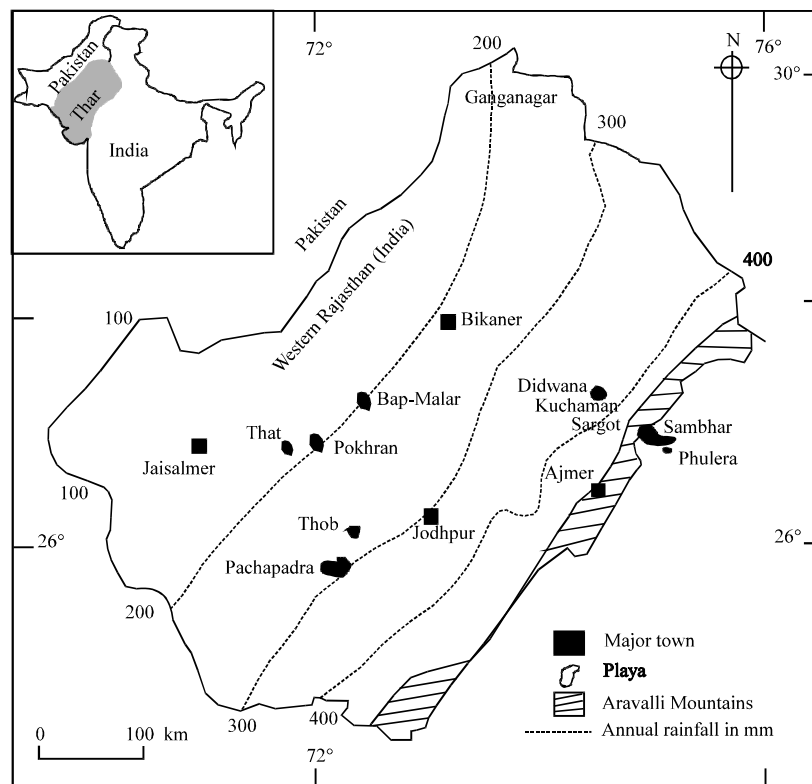 72°
76°
200
N
30°
Pakistan
Thar
India
Ganganagar
300
Pakistan
Western Rajasthan (India)
400
100
Bikaner
Didwana
Kuchaman
Sargot
Bap-Malar
Sambhar
That
Pokhran
Phulera
Jaisalmer
Ajmer
100
Thob
Jodhpur
26°
26°
Pachapadra
200
Major town
Playa
Aravalli Mountains
300
400
Annual rainfall in mm
0 100 km
72°